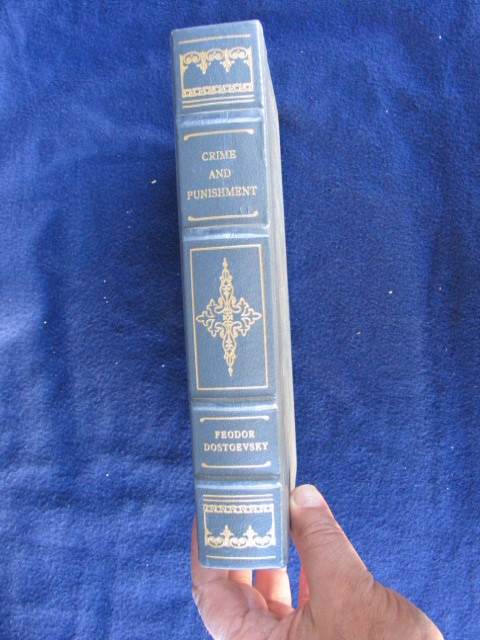 CRIME
AND
PUNISHMENT
FEODOR
DOSTOEVSKY